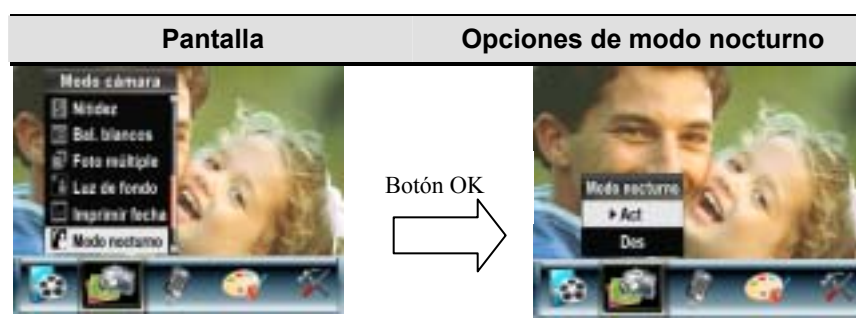 Pantalla
Opciones de modo nocturno
Modo cámara
Nitidez
Bal. blancos
Foto múltiple
Luz de fondo
Imprimir fecha
Modo nocturno
Botón OK
Modo nocturno
Act
Des